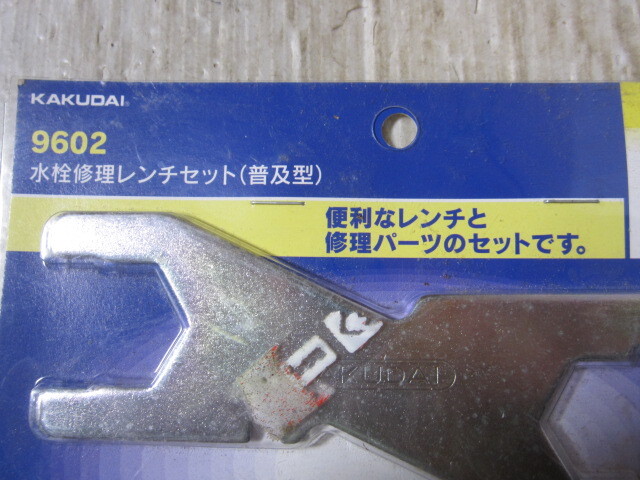 KAKUDAI
9602
水栓修理レンチセット(普及型)
便利なレンチと
修理パーツのセットです。
KUDAI